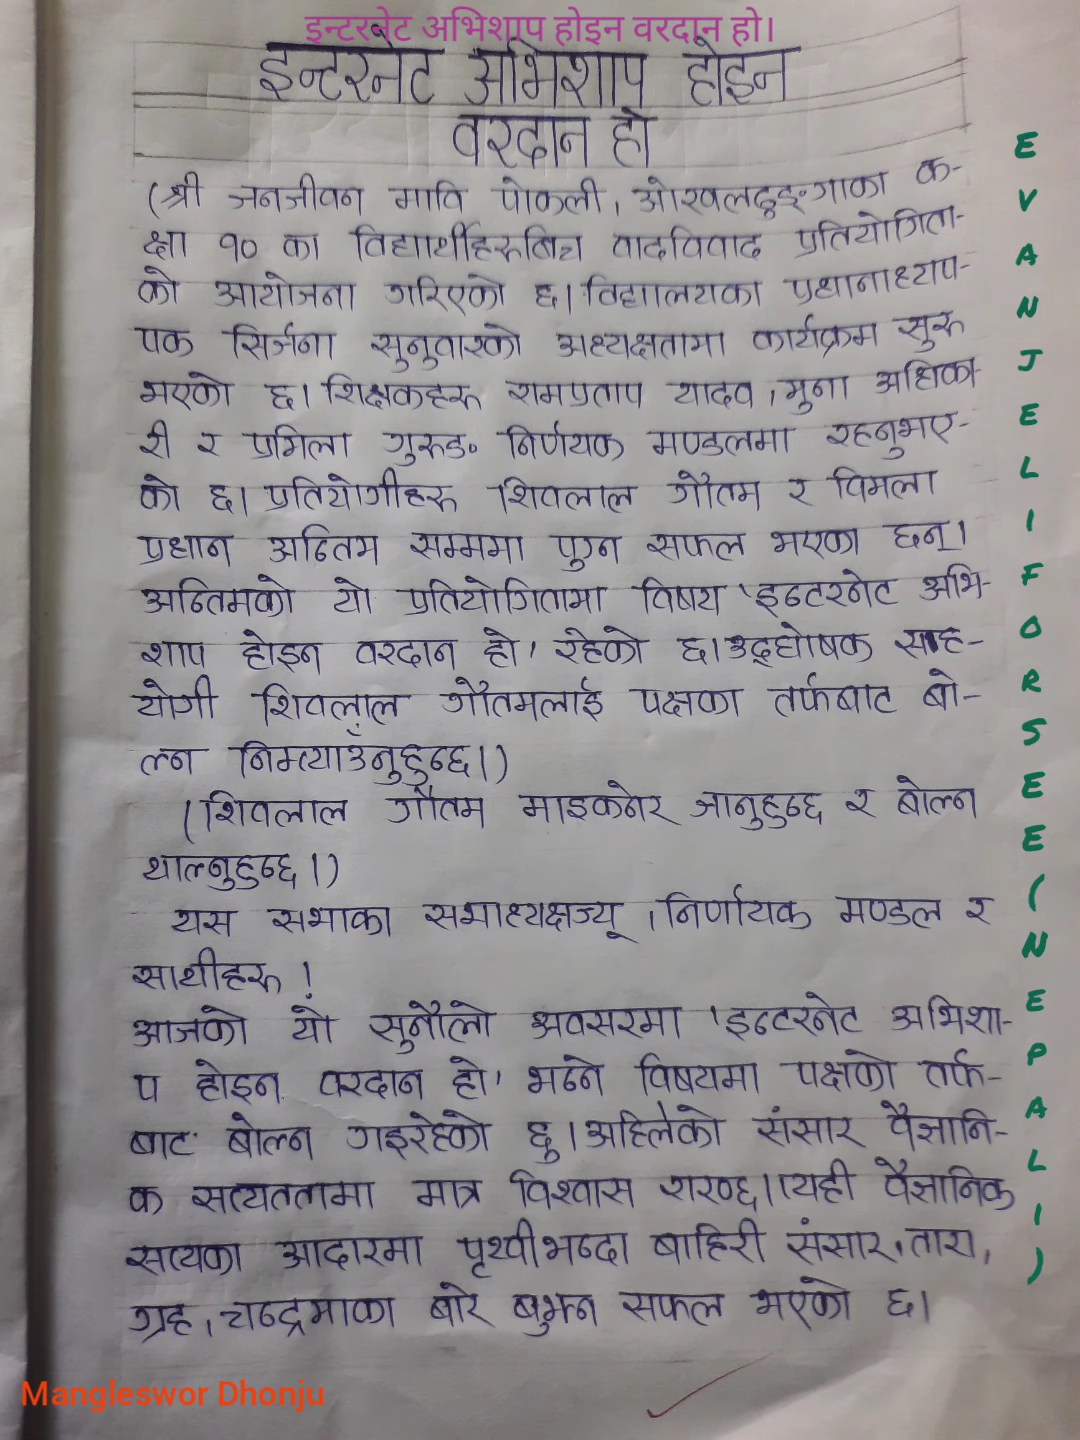 इन्टरनेट अभिशाप होइन वरदान हो।
इन्टरनेट अभिशाप होइन
वरदान हो
(श्री जनजीवन मावि पोकली, ओखलढुङ्गाका क-
क्षा १० का विद्यार्थीहरूबिच वादविवाद प्रतियोगिता-
को आयोजना गरिएको छ। विद्यालयका प्रधानाध्याप-
पक सिर्जना सुनुवारको अध्यक्षतामा कार्यक्रम सुरु
भएको छ। शिक्षकहरू रामप्रताप यादव, मुना अधिका
री र प्रमिला गुरुङ निर्णयक मण्डलमा रहनुभए-
को छ। प्रतियोगीहरू शिवलाल गौतम र विमला
प्रधान अन्तिम सम्ममा पुग्न सफल भएका छन्।
अन्तिमको यो प्रतियोगितामा विषय 'इन्टरनेट अभि-
शाप होइन वरदान हो' रहेको छ। उद्घोषक सह-
योगी शिवलाल गौतमलाई पक्षका तर्फबाट बो-
ल्न निम्त्याउँनुहुन्छ।)
(शिवलाल गौतम माइकनेर जानुहुन्छ र बोल्न
थाल्नुहुन्छ।)
यस सभाका सभाध्यक्षज्यू, निर्णायक मण्डल र
साथीहरू!
आजको यो सुनौलो अवसरमा 'इन्टरनेट अभिशा-
प होइन वरदान हो' भन्ने विषयमा पक्षको तर्फ-
बाट बोल्न गइरहेको छु। अहिलेको संसार वैज्ञानि-
क सत्यततामा मात्र विश्वास राख्छ। यही वैज्ञानिक
सत्यका आदारमा पृथ्वीभन्दा बाहिरी संसार, तारा,
ग्रह, चन्द्रमाका बारे बुझ्न सफल भएको छ।
Mangleswor Dhonju
EVANJELIFORSEE(NEPALI)